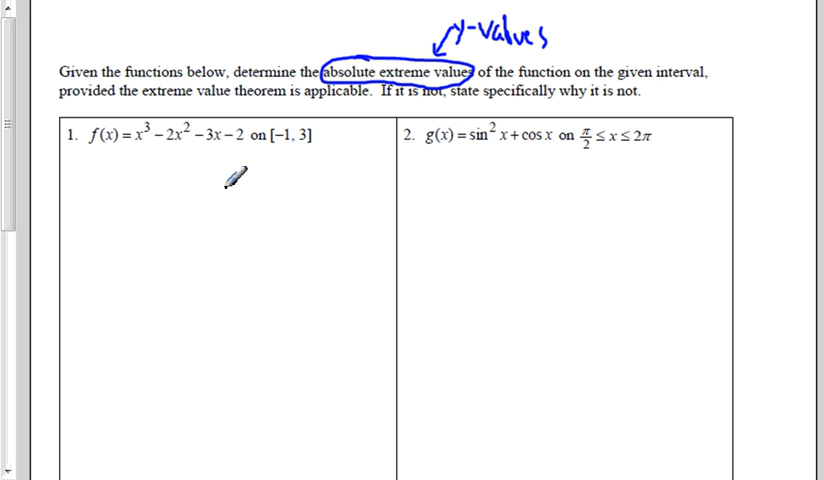 y-values
Given the functions below, determine the absolute extreme values of the function on the given interval,
provided the extreme value theorem is applicable.  If it is not, state specifically why it is not.
1.  f(x) = x³ − 2x² − 3x − 2 on [−1, 3]
2.  g(x) = sin² x + cos x on π/2 ≤ x ≤ 2π